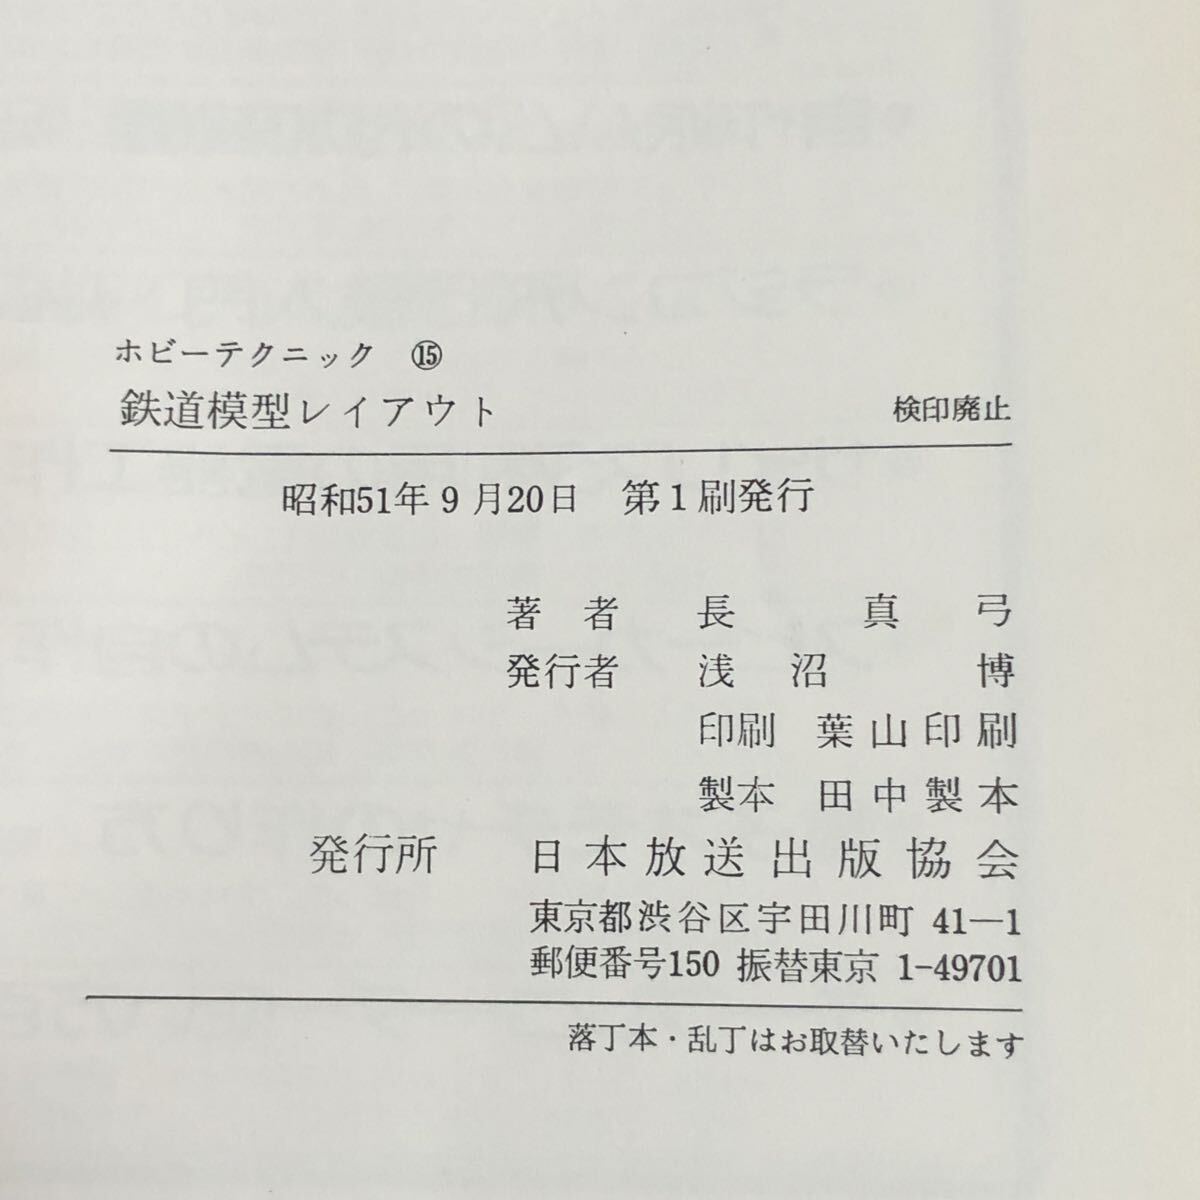 ホビーテクニック ⑮
鉄道模型レイアウト 検印廃止
昭和51年9月20日 第1刷発行
著者 長真弓
発行者 浅沼博
印刷 葉山印刷
製本 田中製本
発行所 日本放送出版協会
東京都渋谷区宇田川町 41―1
郵便番号150 振替東京 1-49701
落丁本・乱丁はお取替いたします